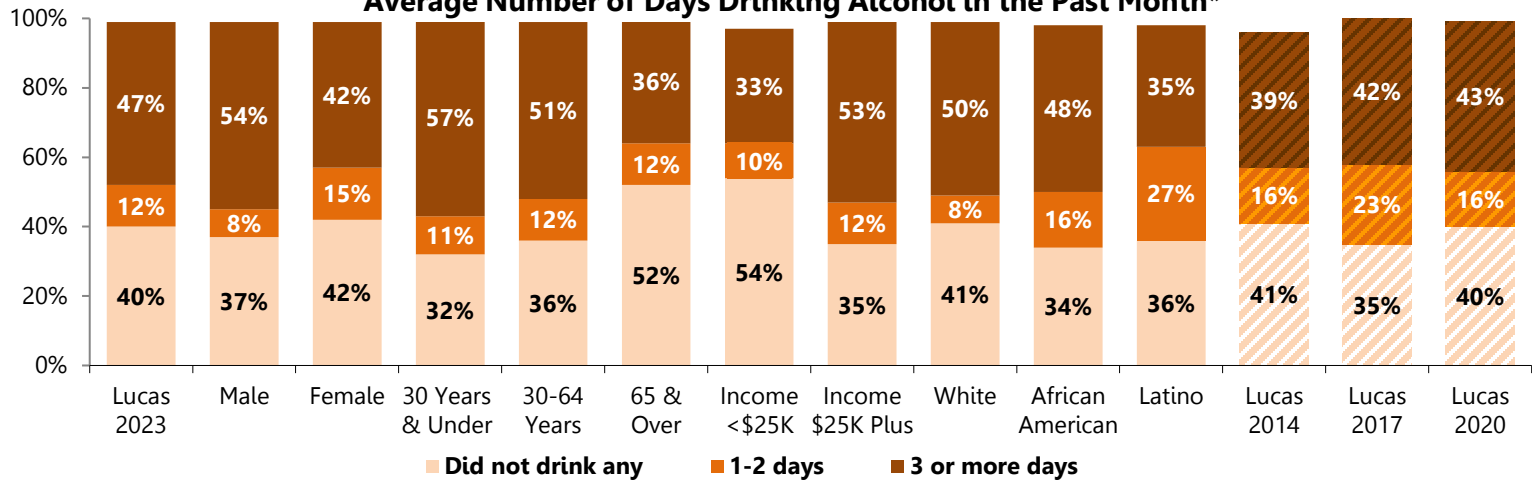 Average Number of Days Drinking Alcohol in the Past Month*
100%
80%
60%
40%
20%
0%
47%
12%
40%
54%
8%
37%
42%
15%
42%
57%
11%
32%
51%
12%
36%
36%
12%
52%
33%
10%
54%
53%
12%
35%
50%
8%
41%
48%
16%
34%
35%
27%
36%
39%
16%
41%
42%
23%
35%
43%
16%
40%
Lucas
2023
Male
Female
30 Years
& Under
30-64
Years
65 &
Over
Income
<$25K
Income
$25K Plus
White
African
American
Latino
Lucas
2014
Lucas
2017
Lucas
2020
Did not drink any
1-2 days
3 or more days